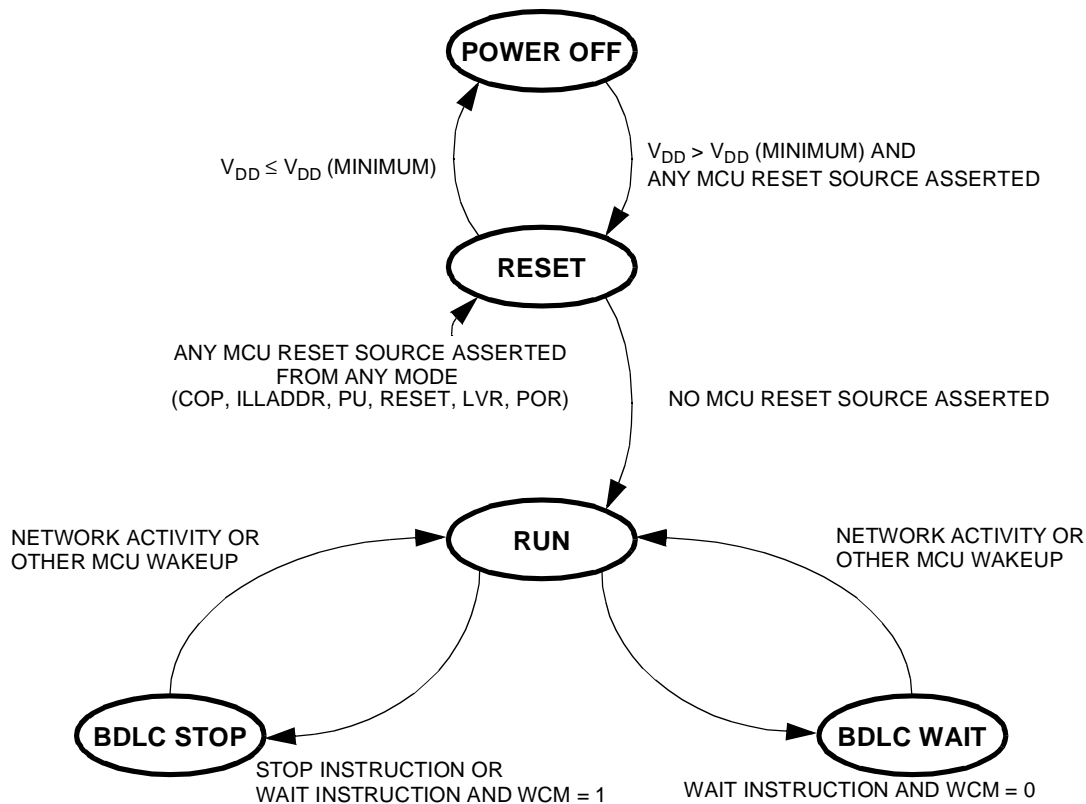 POWER OFF
V_DD ≤ V_DD (MINIMUM)
V_DD > V_DD (MINIMUM) AND
ANY MCU RESET SOURCE ASSERTED
RESET
ANY MCU RESET SOURCE ASSERTED
FROM ANY MODE
(COP, ILLADDR, PU, RESET, LVR, POR)
NO MCU RESET SOURCE ASSERTED
NETWORK ACTIVITY OR
OTHER MCU WAKEUP
RUN
NETWORK ACTIVITY OR
OTHER MCU WAKEUP
BDLC STOP
BDLC WAIT
STOP INSTRUCTION OR
WAIT INSTRUCTION AND WCM = 1
WAIT INSTRUCTION AND WCM = 0